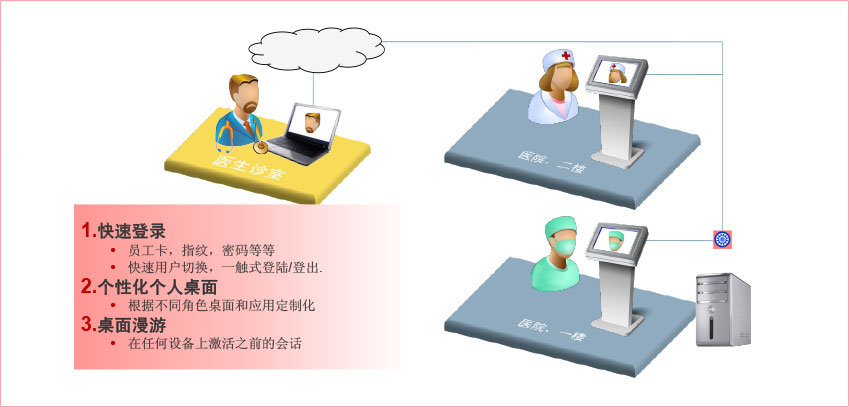 医生诊室
医院，二楼
1.快速登录
• 员工卡，指纹，密码等等
• 快速用户切换，一触式登陆/登出.
2.个性化个人桌面
• 根据不同角色桌面和应用定制化
3.桌面漫游
• 在任何设备上激活之前的会话
医院，一楼